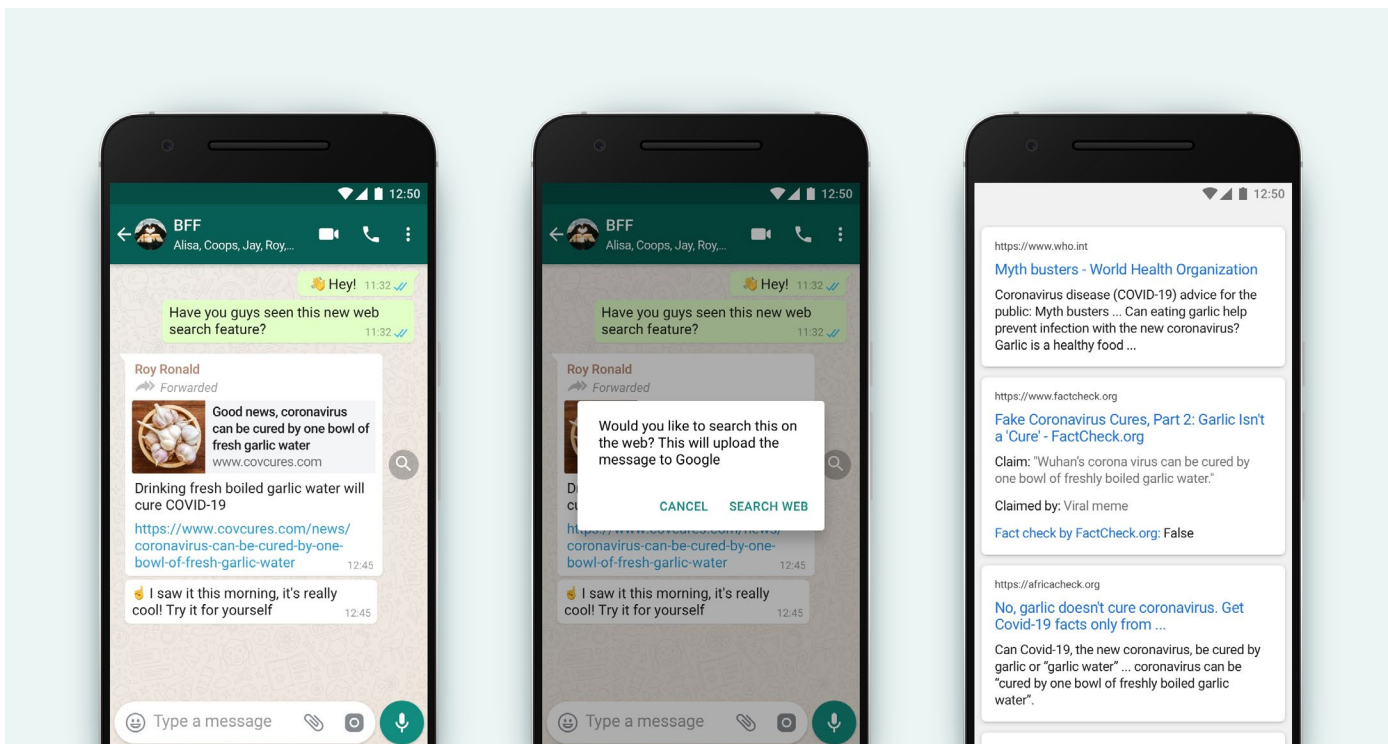 12:50
BFF
Alisa, Coops, Jay, Roy,...
👋 Hey! 11:32
Have you guys seen this new web
search feature? 11:32
Roy Ronald
Forwarded
Good news, coronavirus
can be cured by one bowl of
fresh garlic water
www.covcures.com
Drinking fresh boiled garlic water will
cure COVID-19
https://www.covcures.com/news/
coronavirus-can-be-cured-by-one-
bowl-of-fresh-garlic-water 12:45
☝ I saw it this morning, it's really
cool! Try it for yourself 12:45
Type a message
12:50
BFF
Alisa, Coops, Jay, Roy,...
👋 Hey! 11:32
Have you guys seen this new web
search feature? 11:32
Roy Ronald
Forwarded
Would you like to search this on
the web? This will upload the
message to Google
CANCEL SEARCH WEB
coronavirus-can-be-cured-by-one-
bowl-of-fresh-garlic-water 12:45
☝ I saw it this morning, it's really
cool! Try it for yourself 12:45
Type a message
12:50
https://www.who.int
Myth busters - World Health Organization
Coronavirus disease (COVID-19) advice for the
public: Myth busters ... Can eating garlic help
prevent infection with the new coronavirus?
Garlic is a healthy food ...
https://www.factcheck.org
Fake Coronavirus Cures, Part 2: Garlic Isn't
a 'Cure' - FactCheck.org
Claim: "Wuhan's corona virus can be cured by
one bowl of freshly boiled garlic water."
Claimed by: Viral meme
Fact check by FactCheck.org: False
https://africacheck.org
No, garlic doesn't cure coronavirus. Get
Covid-19 facts only from ...
Can Covid-19, the new coronavirus, be cured by
garlic or “garlic water” ... coronavirus can be
“cured by one bowl of freshly boiled garlic
water”.